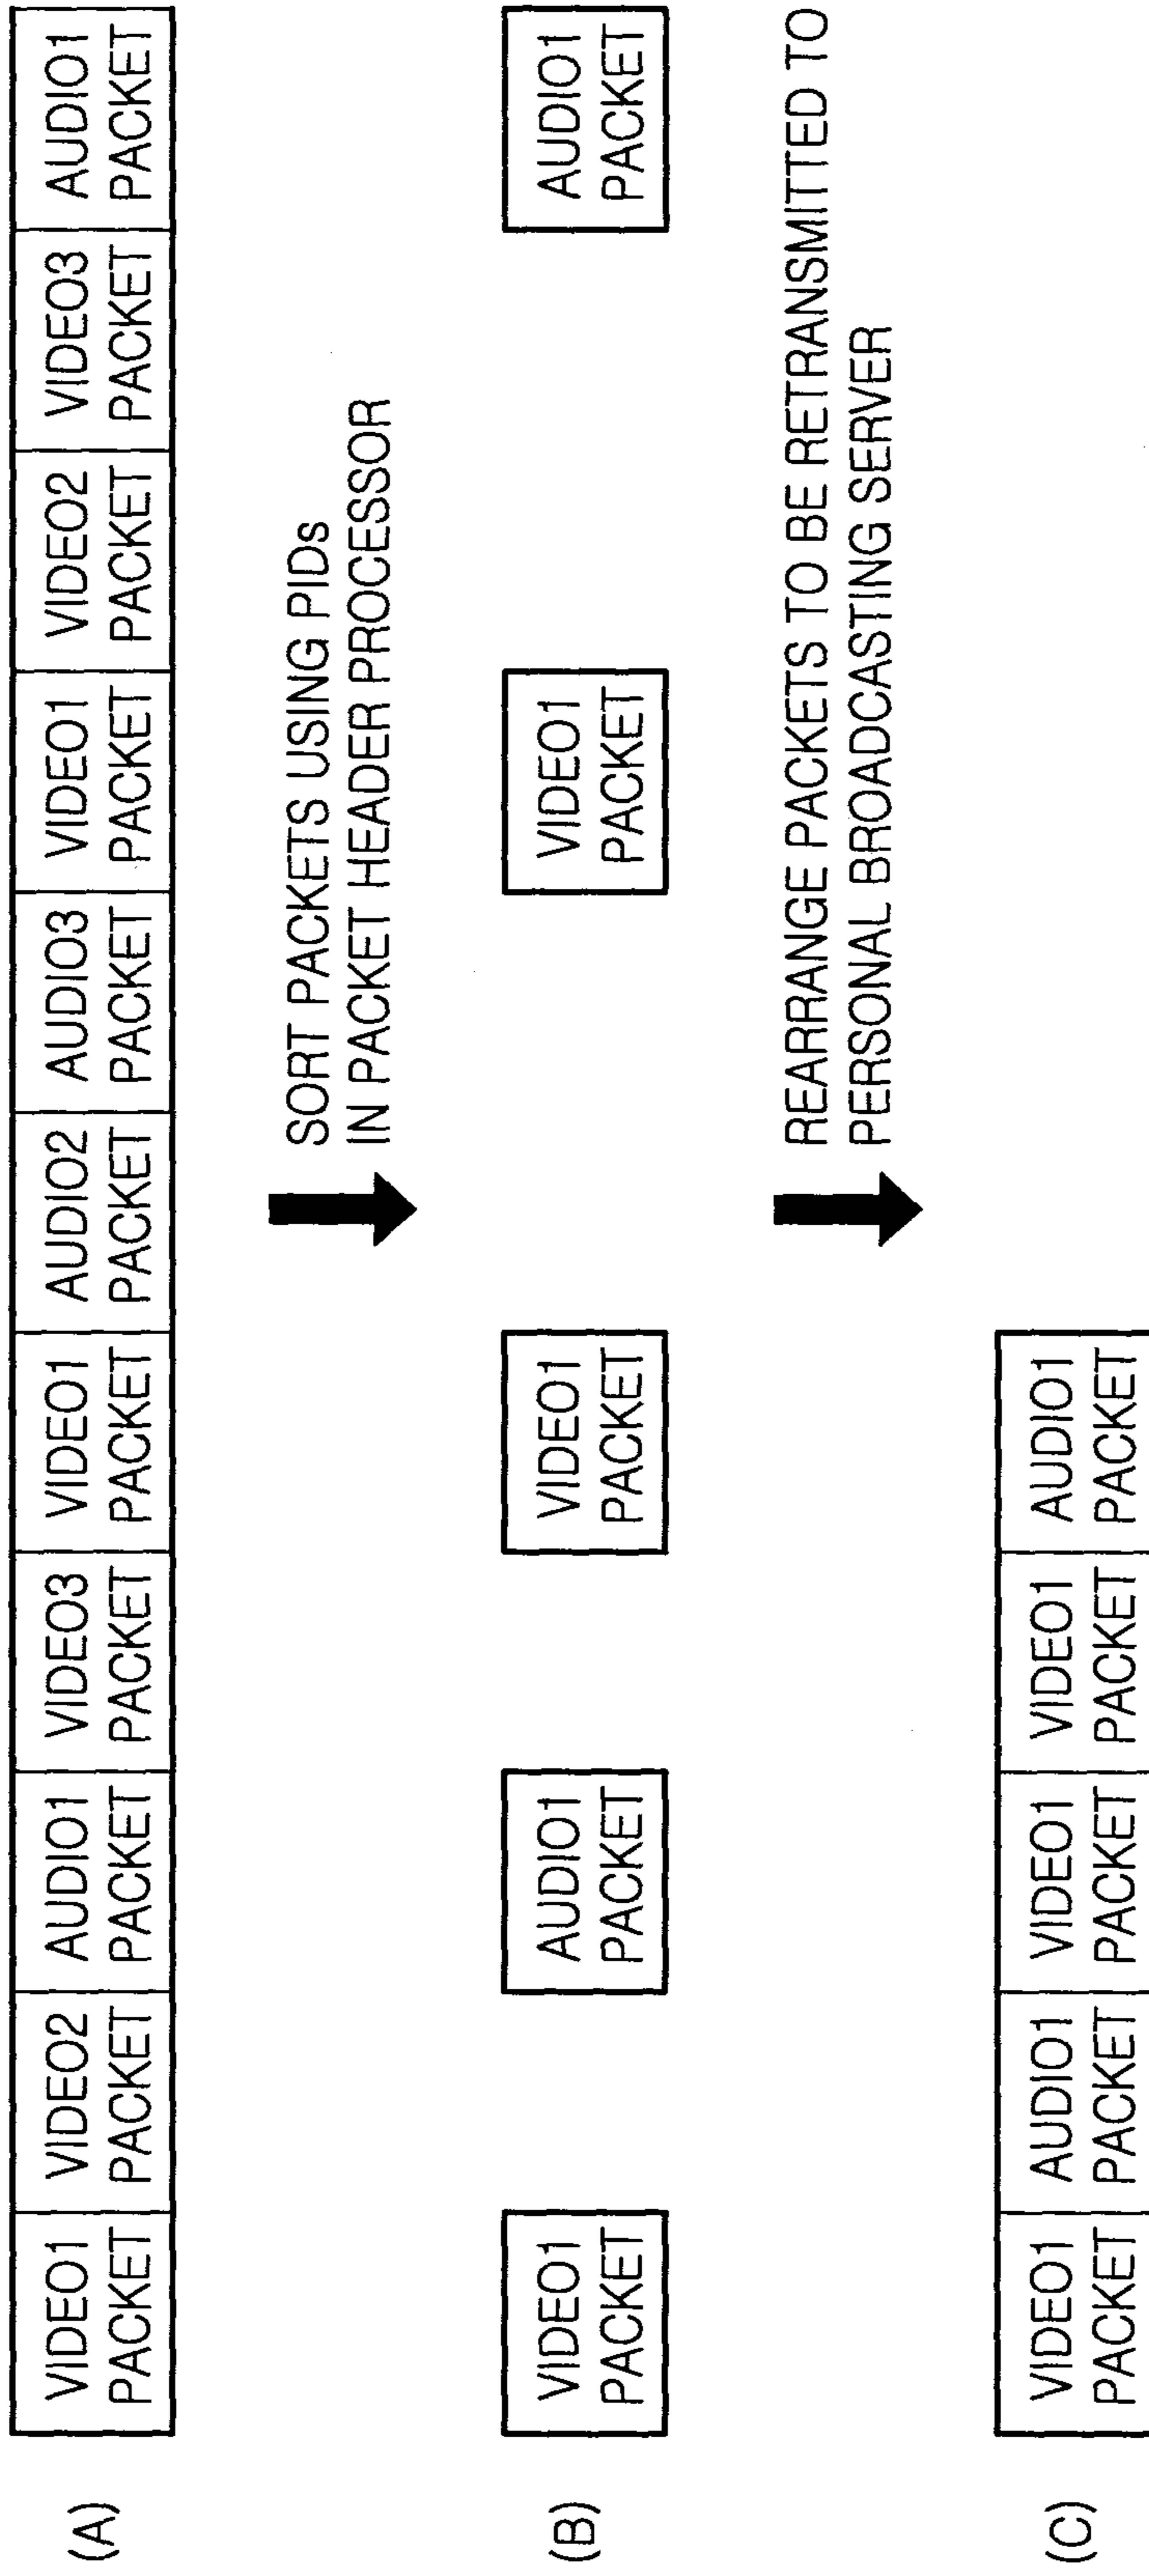 (A)
VIDEO1
PACKET
VIDEO2
PACKET
AUDIO1
PACKET
VIDEO3
PACKET
VIDEO1
PACKET
AUDIO2
PACKET
AUDIO3
PACKET
VIDEO1
PACKET
VIDEO2
PACKET
VIDEO3
PACKET
AUDIO1
PACKET
SORT PACKETS USING PIDs
IN PACKET HEADER PROCESSOR
(B)
VIDEO1
PACKET
AUDIO1
PACKET
VIDEO1
PACKET
VIDEO1
PACKET
AUDIO1
PACKET
REARRANGE PACKETS TO BE RETRANSMITTED TO
PERSONAL BROADCASTING SERVER
(C)
VIDEO1
PACKET
AUDIO1
PACKET
VIDEO1
PACKET
VIDEO1
PACKET
AUDIO1
PACKET